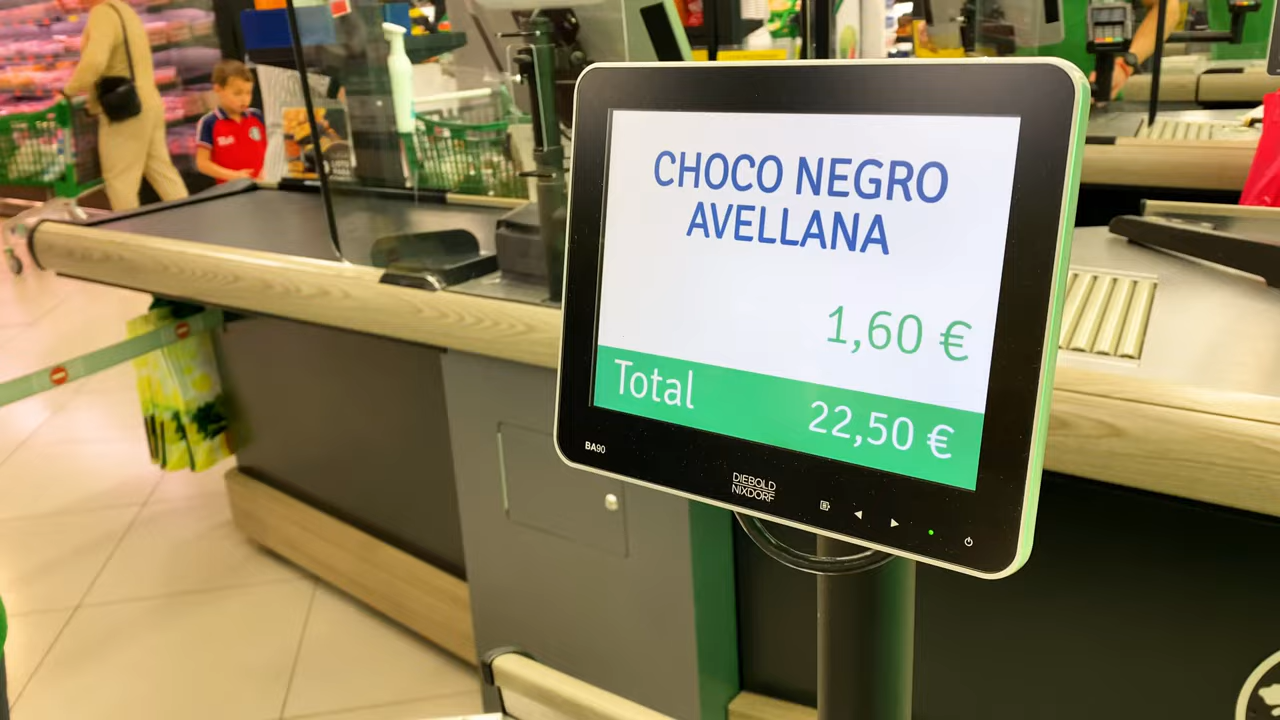 CHOCO NEGRO
AVELLANA
1,60 €
Total 22,50 €
BA90
DIEBOLD
NIXDORF